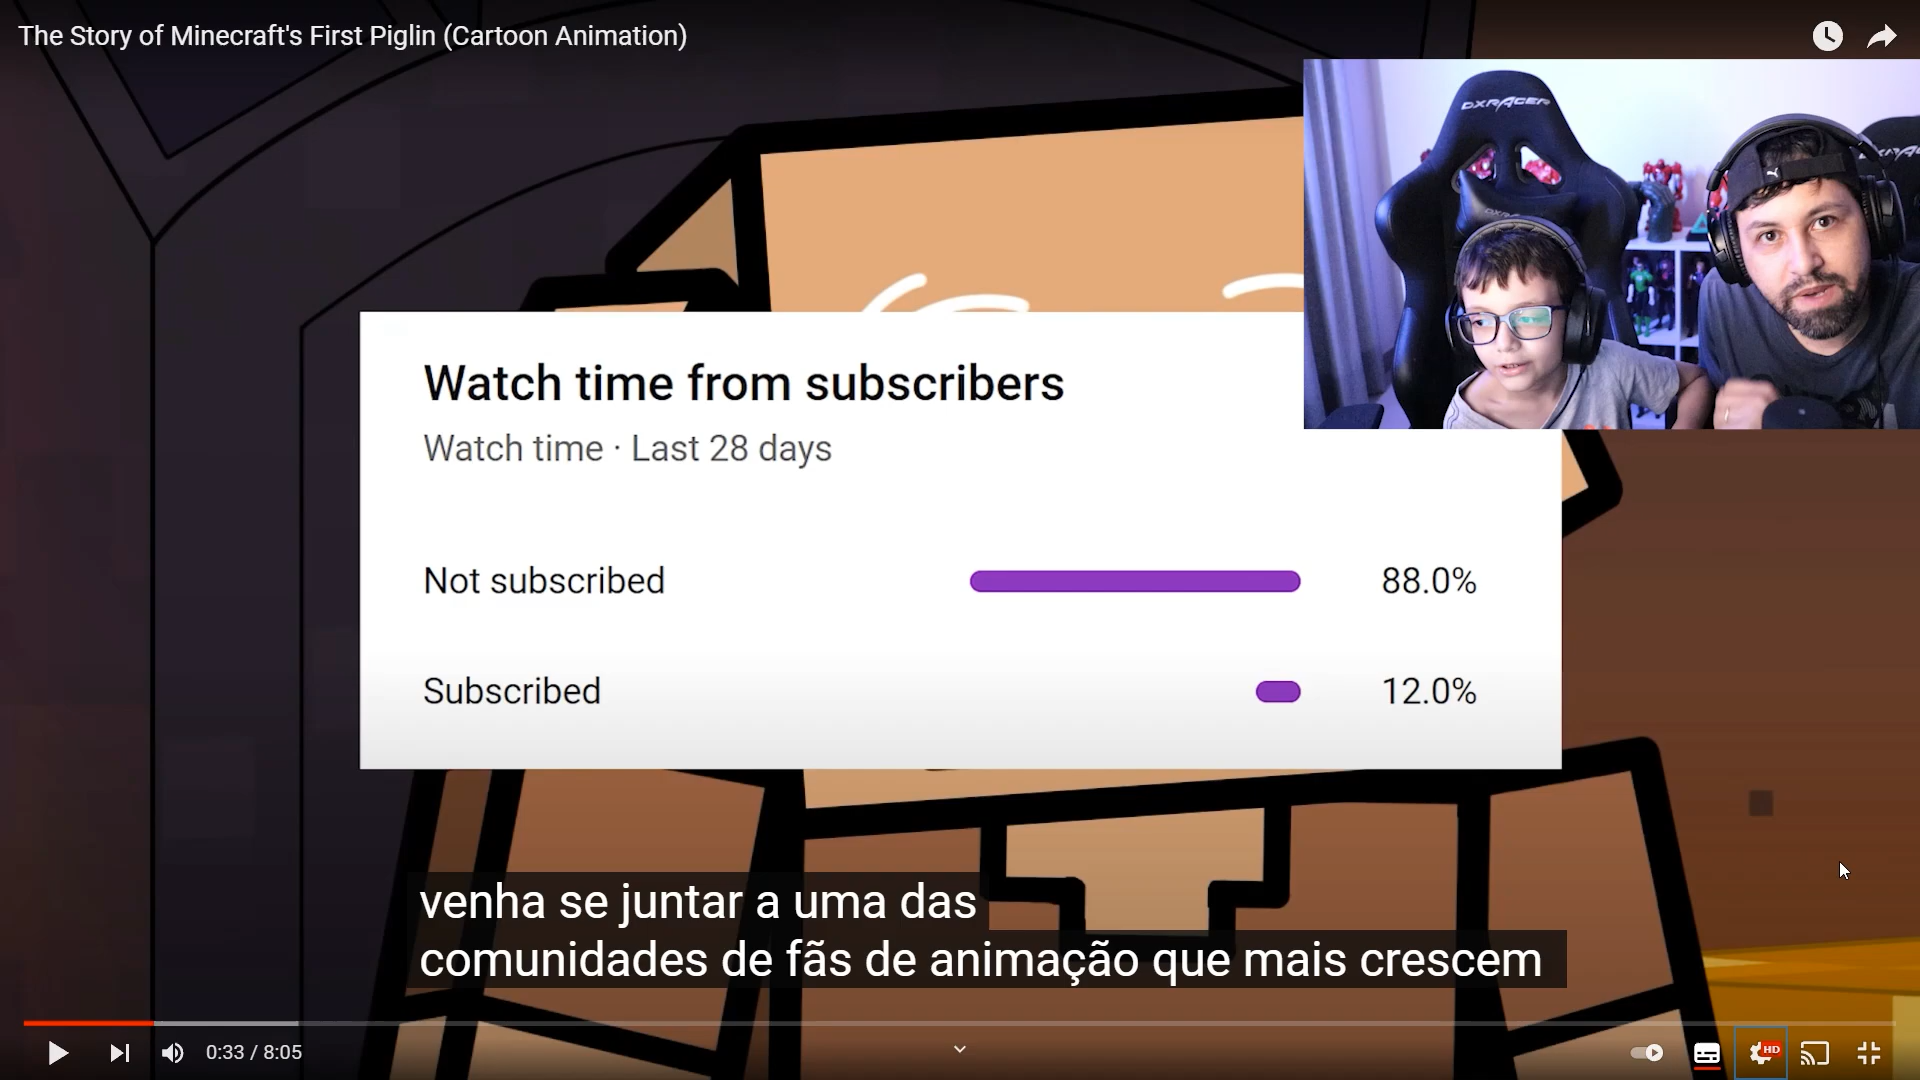 The Story of Minecraft's First Piglin (Cartoon Animation)
DXRACER
Watch time from subscribers
Watch time · Last 28 days
Not subscribed 88.0%
Subscribed 12.0%
venha se juntar a uma das
comunidades de fãs de animação que mais crescem
0:33 / 8:05
HD